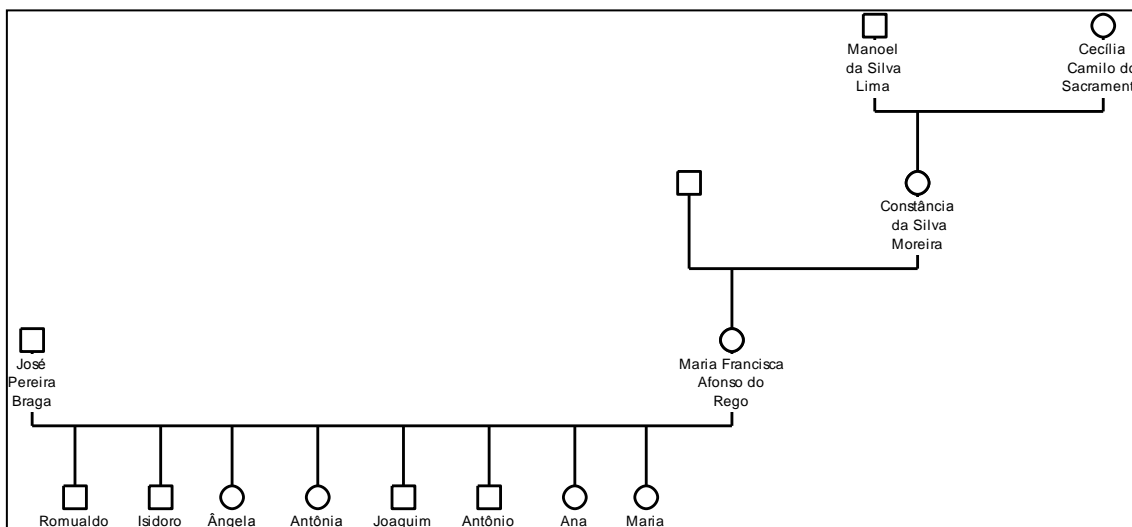 Manoel
da Silva
Lima
Cecília
Camilo do
Sacrament
Constância
da Silva
Moreira
José
Pereira
Braga
Maria Francisca
Afonso do
Rego
Romualdo
Isidoro
Ângela
Antônia
Joaquim
Antônio
Ana
Maria